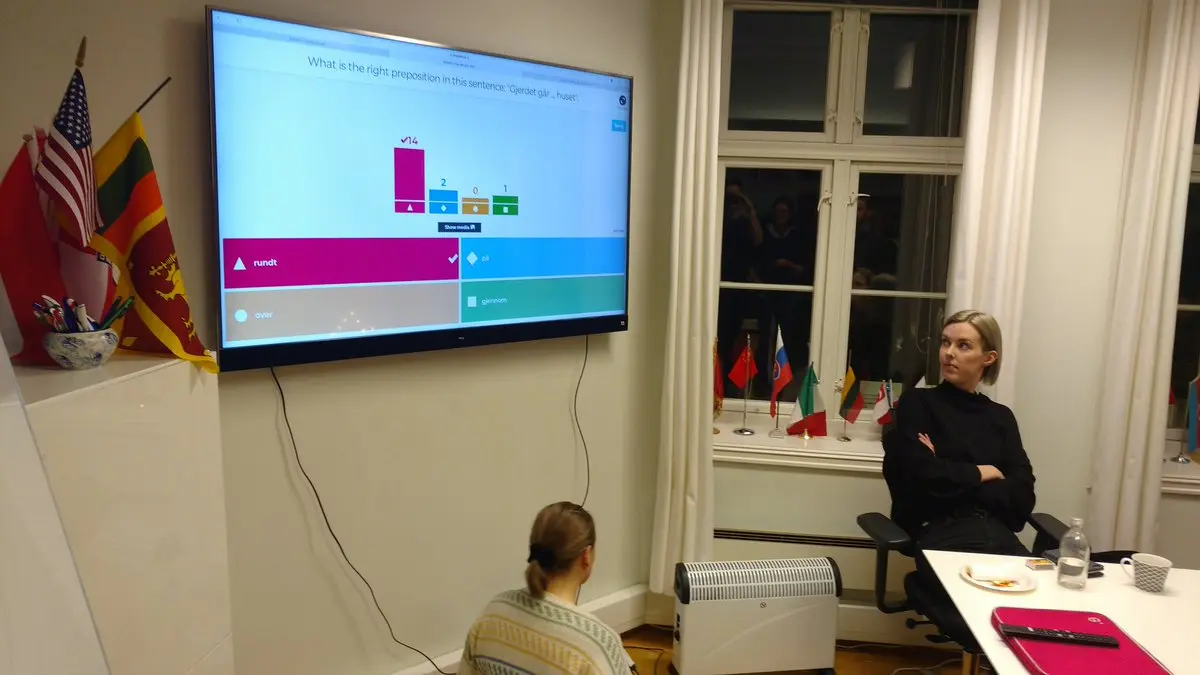 What is the right preposition in this sentence: "Gjerdet går ... huset".
14
2
0
1
Show media
rundt
på
over
gjennom